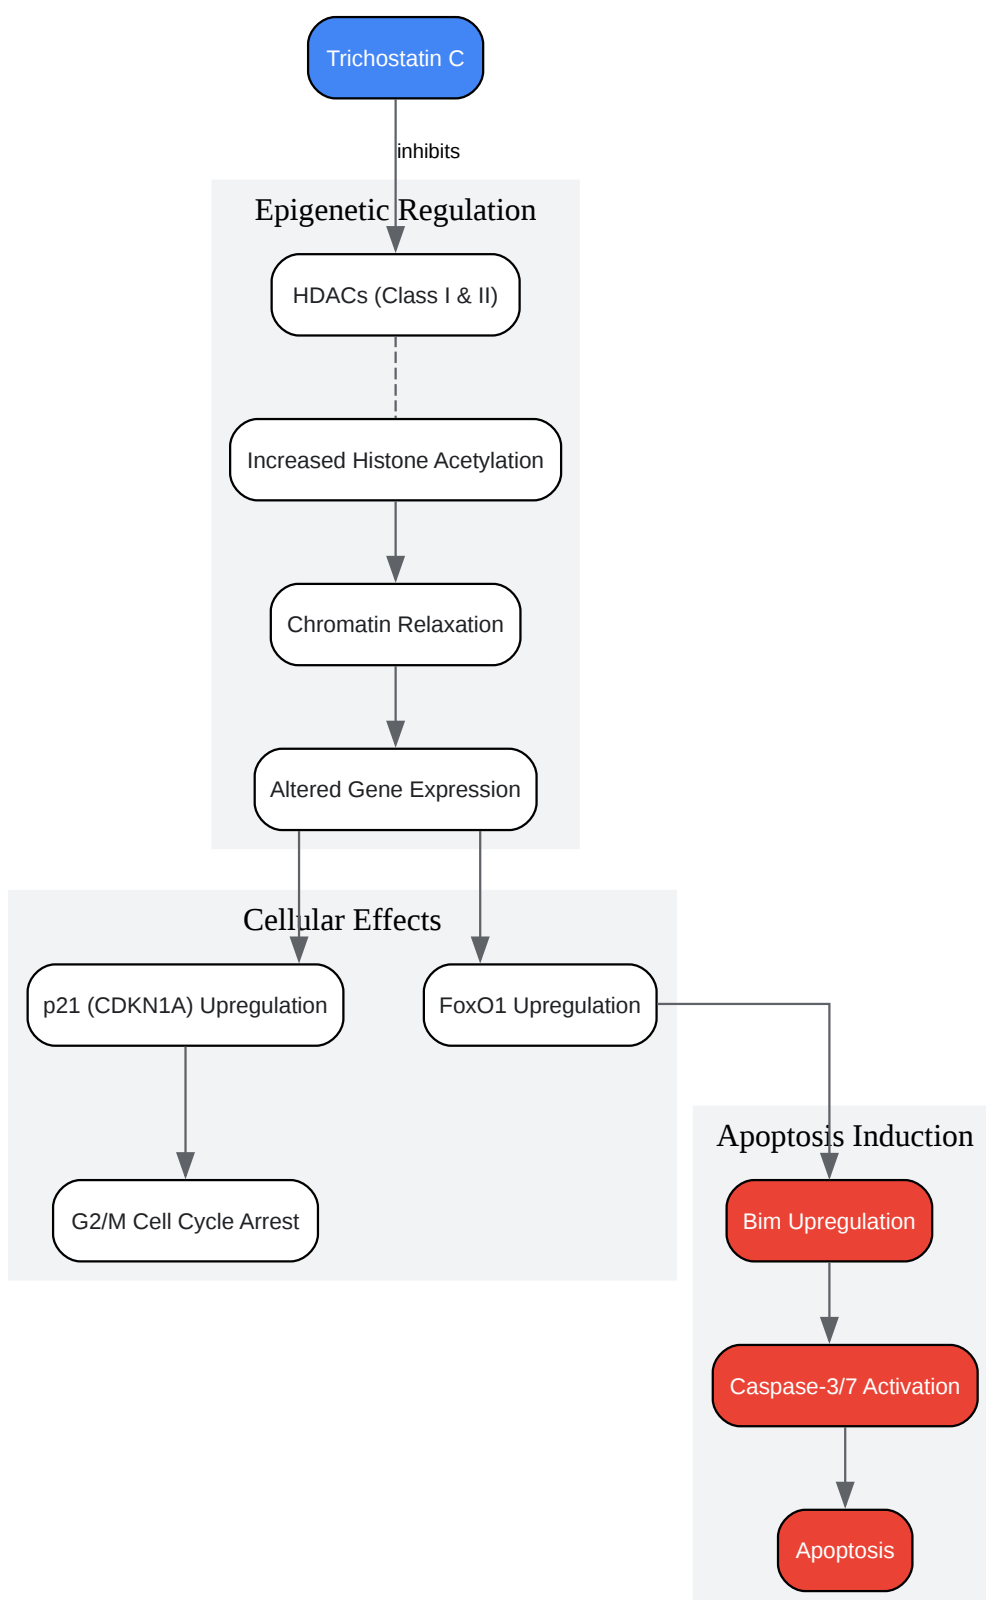 Trichostatin C
inhibits
Epigenetic Regulation
HDACs (Class I & II)
Increased Histone Acetylation
Chromatin Relaxation
Altered Gene Expression
Cellular Effects
p21 (CDKN1A) Upregulation
FoxO1 Upregulation
Apoptosis Induction
G2/M Cell Cycle Arrest
Bim Upregulation
Caspase-3/7 Activation
Apoptosis